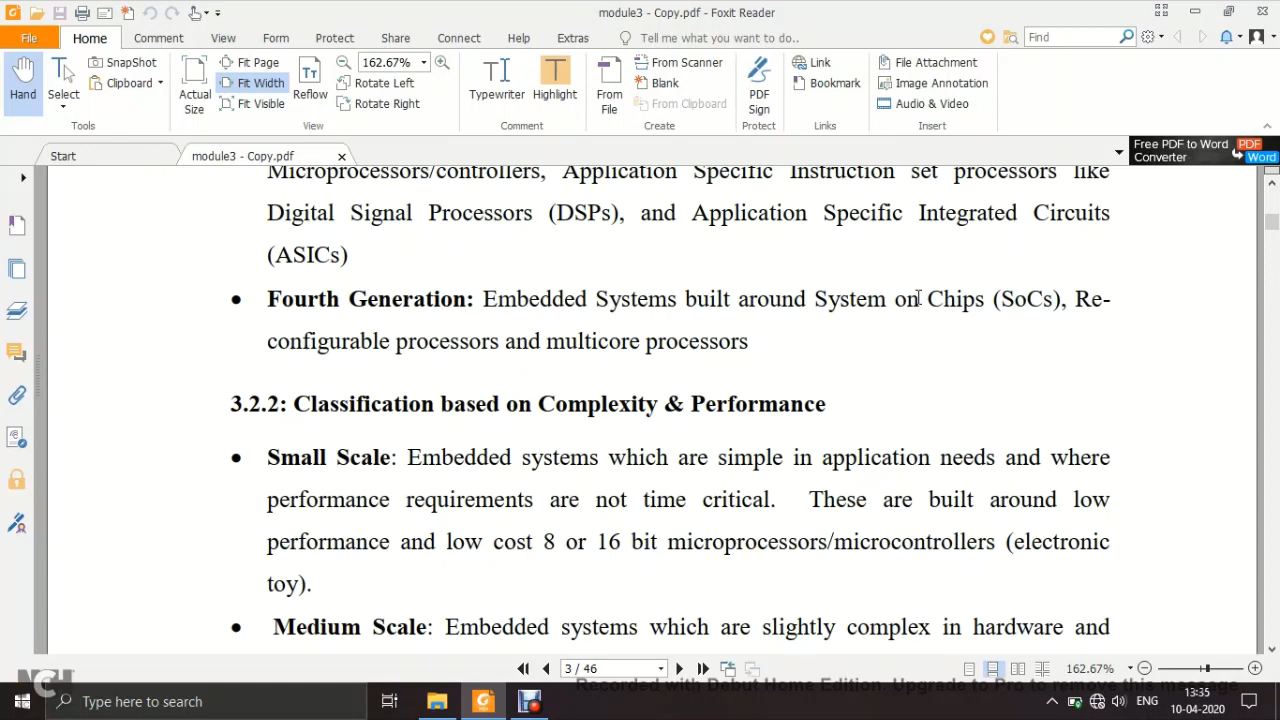 module3 - Copy.pdf - Foxit Reader
File Home Comment View Form Protect Share Connect Help Extras Tell me what you want to do.. Find
Hand Select SnapShot Clipboard Actual Size Fit Page Fit Width Fit Visible Reflow 162.67% Rotate Left Rotate Right Typewriter Highlight From File From Scanner Blank From Clipboard PDF Sign Link Bookmark File Attachment Image Annotation Audio & Video
Tools View Comment Create Protect Links Insert
Start module3 - Copy.pdf
Free PDF to Word Converter PDF Word
Microprocessors/controllers, Application Specific Instruction set processors like
Digital Signal Processors (DSPs), and Application Specific Integrated Circuits
(ASICs)
• Fourth Generation: Embedded Systems built around System on Chips (SoCs), Re-
configurable processors and multicore processors
3.2.2: Classification based on Complexity & Performance
• Small Scale: Embedded systems which are simple in application needs and where
performance requirements are not time critical. These are built around low
performance and low cost 8 or 16 bit microprocessors/microcontrollers (electronic
toy).
• Medium Scale: Embedded systems which are slightly complex in hardware and
3 / 46 162.67%
NCH
Recorded with Debut Home Edition. Upgrade to Pro to remove this message
Type here to search ENG 13:35
10-04-2020